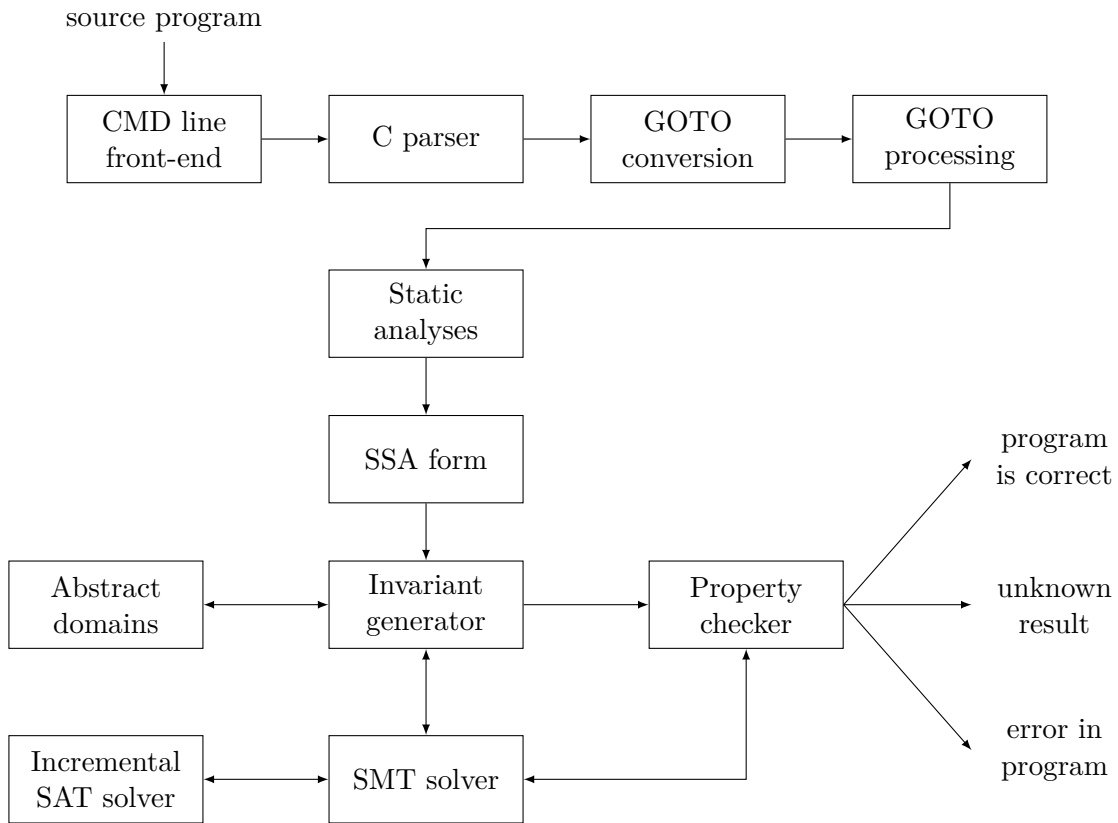 source program
CMD line
front-end
C parser
GOTO
conversion
GOTO
processing
Static
analyses
SSA form
program
is correct
Abstract
domains
Invariant
generator
Property
checker
unknown
result
Incremental
SAT solver
SMT solver
error in
program